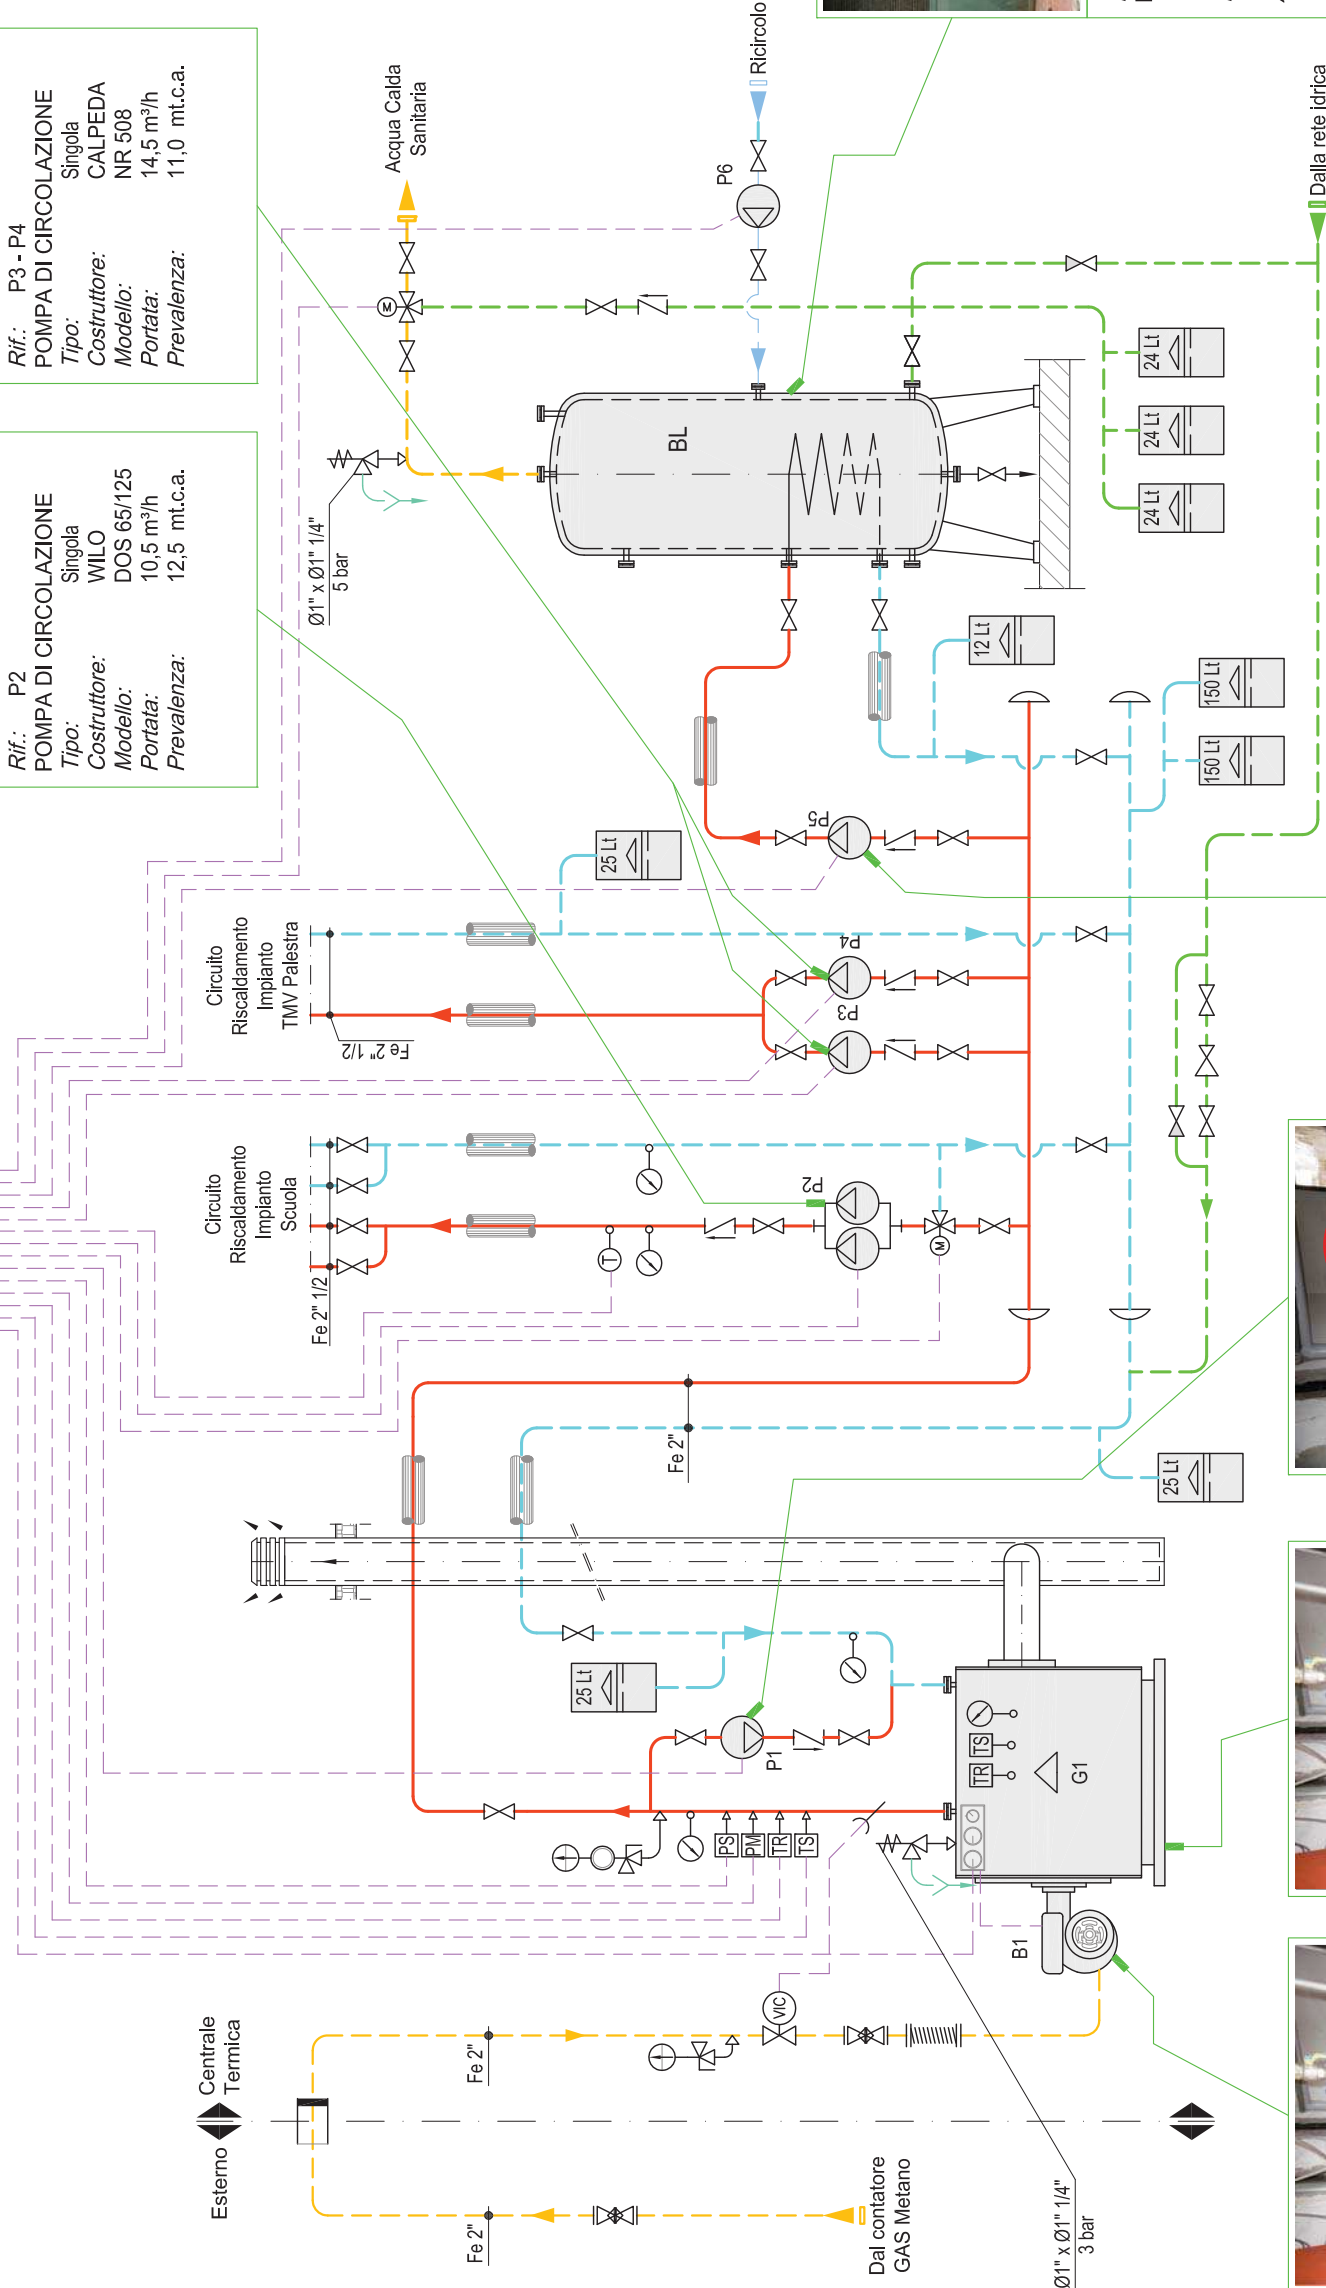 Rif.: P3 - P4
POMPA DI CIRCOLAZIONE
Tipo: Singola
Costruttore: CALPEDA
Modello: NR 508
Portata: 14,5 m³/h
Prevalenza: 11,0 mt.c.a.
Rif.: P2
POMPA DI CIRCOLAZIONE
Tipo: Singola
Costruttore: WILO
Modello: DOS 65/125
Portata: 10,5 m³/h
Prevalenza: 12,5 mt.c.a.
Acqua Calda
Sanitaria
Ricircolo
P6
M
Dalla rete idrica
Ø1" x Ø1" 1/4"
5 bar
BL
24 Lt
24 Lt
24 Lt
12 Lt
150 Lt
150 Lt
25 Lt
P5
P4
P3
Circuito
Riscaldamento
Impianto
TMV Palestra
Fe 2" 1/2
Circuito
Riscaldamento
Impianto
Scuola
Fe 2" 1/2
P2
T
M
Fe 2"
25 Lt
25 Lt
P1
PS
PM
TR
TS
TR
TS
G1
B1
VIC
Centrale
Termica
Esterno
Fe 2"
Fe 2"
Dal contatore
GAS Metano
Ø1" x Ø1" 1/4"
3 bar